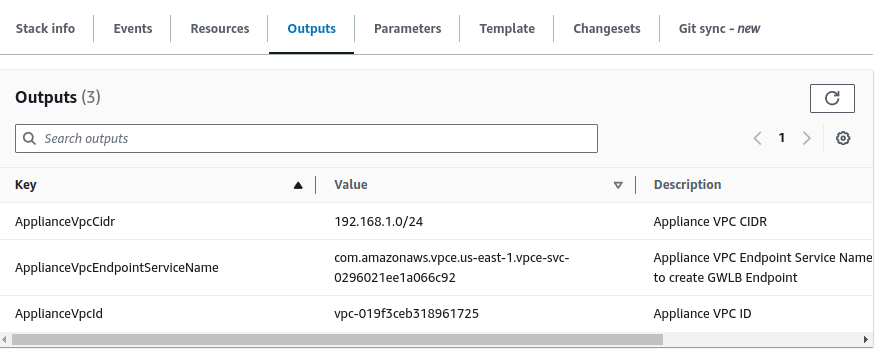 Stack info Events Resources Outputs Parameters Template Changesets Git sync - new
Outputs (3)
Search outputs 1
Key Value Description
ApplianceVpcCidr 192.168.1.0/24 Appliance VPC CIDR
ApplianceVpcEndpointServiceName com.amazonaws.vpce.us-east-1.vpce-svc- Appliance VPC Endpoint Service Name
0296021ee1a066c92 to create GWLB Endpoint
ApplianceVpcId vpc-019f3ceb318961725 Appliance VPC ID